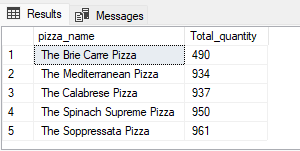 Results Messages
pizza_name Total_quantity
1 The Brie Carre Pizza 490
2 The Mediterranean Pizza 934
3 The Calabrese Pizza 937
4 The Spinach Supreme Pizza 950
5 The Soppressata Pizza 961